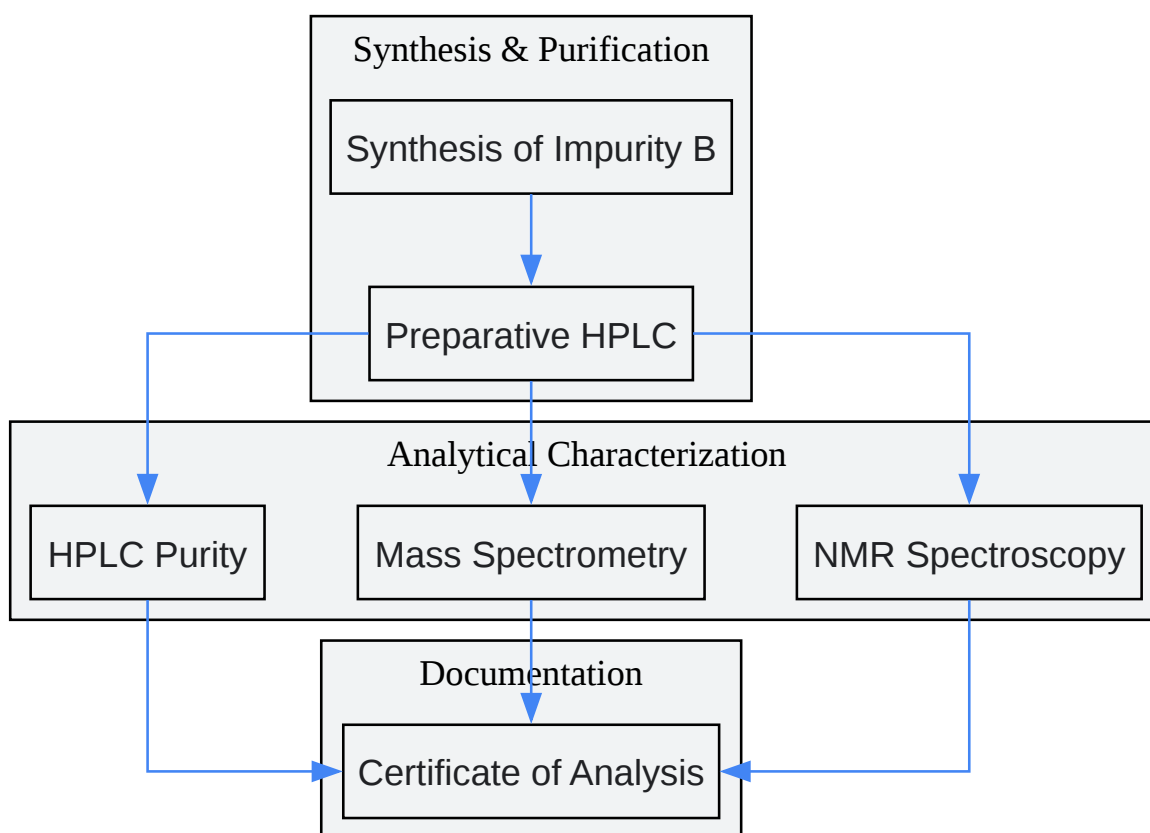 Synthesis & Purification
Synthesis of Impurity B
Preparative HPLC
Analytical Characterization
HPLC Purity
Mass Spectrometry
NMR Spectroscopy
Documentation
Certificate of Analysis